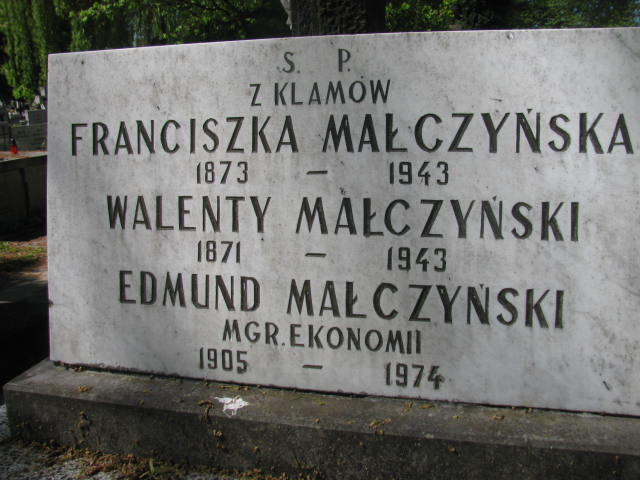 S. P.
Z KLAMÓW
FRANCISZKA MAŁCZYŃSKA
1873 – 1943
WALENTY MAŁCZYŃSKI
1871 – 1943
EDMUND MAŁCZYŃSKI
MGR. EKONOMII
1905 – 1974